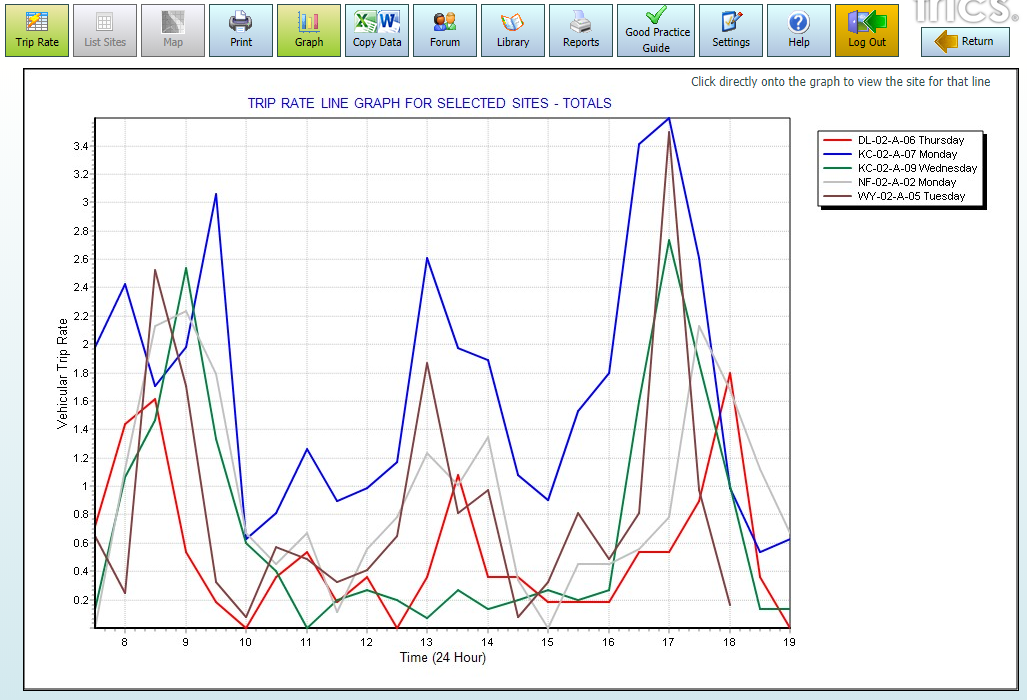 Trip Rate
List Sites
Map
Print
Graph
Copy Data
Forum
Library
Reports
Good Practice
Guide
Settings
Help
Log Out
trics®
Return
Click directly onto the graph to view the site for that line
TRIP RATE LINE GRAPH FOR SELECTED SITES - TOTALS
DL-02-A-06 Thursday
KC-02-A-07 Monday
KC-02-A-09 Wednesday
NF-02-A-02 Monday
WY-02-A-05 Tuesday
Vehicular Trip Rate
3.4
3.2
3
2.8
2.6
2.4
2.2
2
1.8
1.6
1.4
1.2
1
0.8
0.6
0.4
0.2
8 9 10 11 12 13 14 15 16 17 18 19
Time (24 Hour)